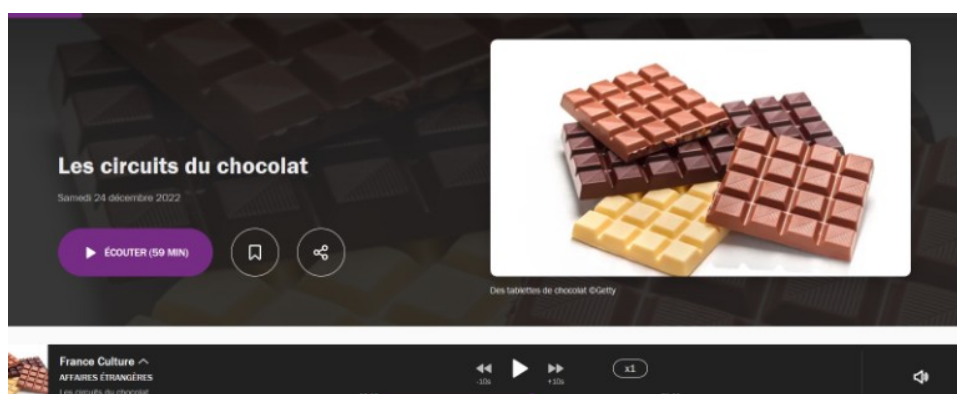 Les circuits du chocolat
Samedi 24 décembre 2022
ÉCOUTER (59 MIN)
Des tablettes de chocolat ©Getty
France Culture
AFFAIRES ÉTRANGÈRES
Les circuits du chocolat
-10s
+10s
x1